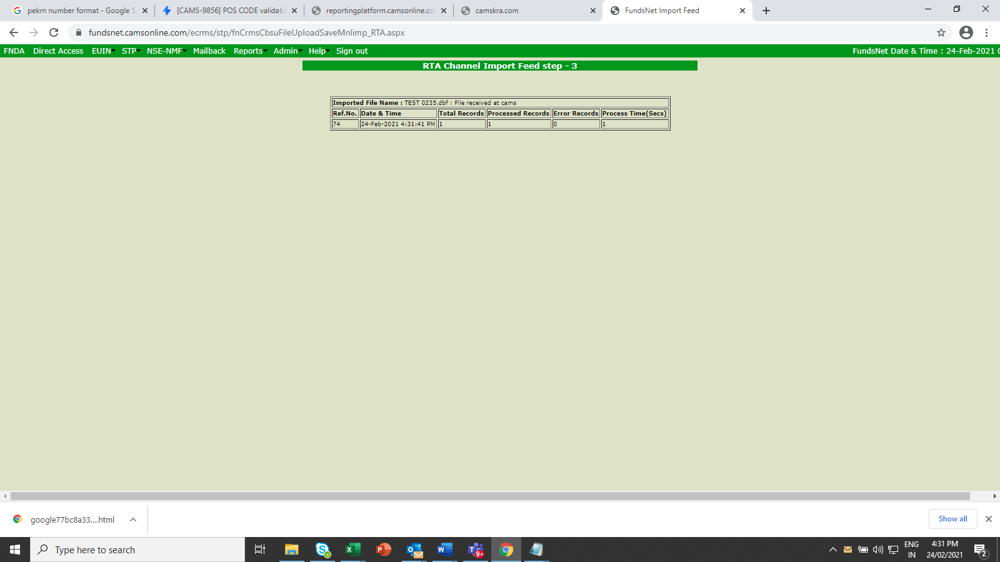 pekrn number format - Google S
[CAMS-9856] POS CODE validatio
reportingplatform.camsonline.co
camskra.com
FundsNet Import Feed
fundsnet.camsonline.com/ecrms/stp/fnCrmsCbsuFileUploadSaveMnlimp_RTA.aspx
FNDA Direct Access EUIN STP NSE-NMF Mailback Reports Admin Help Sign out FundsNet Date & Time : 24-Feb-2021 0
RTA Channel Import Feed step - 3
Imported File Name : TEST 0235.dbf : File received at cams
Ref.No. Date & Time Total Records Processed Records Error Records Process Time(Secs)
74 24-Feb-2021 4:31:41 PM 1 1 0 1
google77bc8a33....html
Show all
Type here to search
9+
ENG
IN
4:31 PM
24/02/2021
2